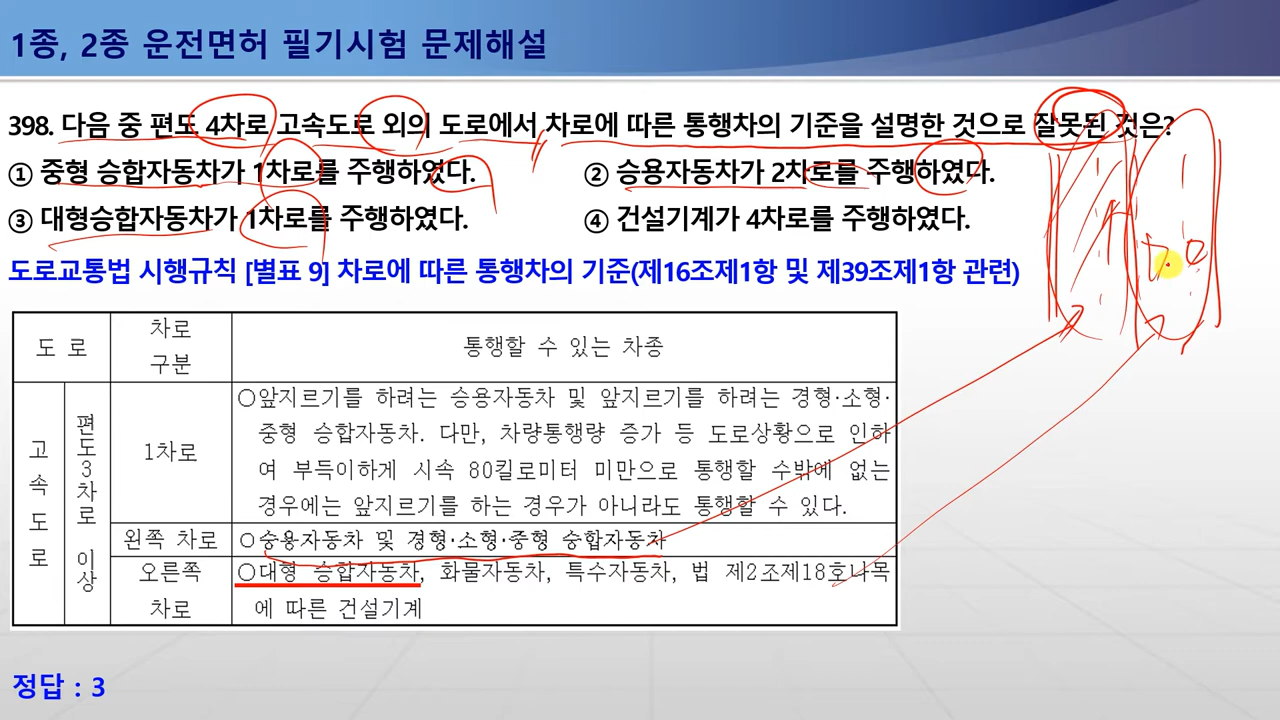 1종, 2종 운전면허 필기시험 문제해설
398. 다음 중 편도 4차로 고속도로 외의 도로에서 차로에 따른 통행차의 기준을 설명한 것으로 잘못된 것은?
① 중형 승합자동차가 1차로를 주행하였다. ② 승용자동차가 2차로를 주행하였다.
③ 대형승합자동차가 1차로를 주행하였다. ④ 건설기계가 4차로를 주행하였다.
도로교통법 시행규칙 [별표 9] 차로에 따른 통행차의 기준(제16조제1항 및 제39조제1항 관련)
도 로
차로
구분
통행할 수 있는 차종
고속도로
편도3차로 이상
1차로
○앞지르기를 하려는 승용자동차 및 앞지르기를 하려는 경형·소형·
중형 승합자동차. 다만, 차량통행량 증가 등 도로상황으로 인하
여 부득이하게 시속 80킬로미터 미만으로 통행할 수밖에 없는
경우에는 앞지르기를 하는 경우가 아니라도 통행할 수 있다.
왼쪽 차로
○승용자동차 및 경형·소형·중형 승합자동차
오른쪽
차로
○대형 승합자동차, 화물자동차, 특수자동차, 법 제2조제18호나목
에 따른 건설기계
정답 : 3